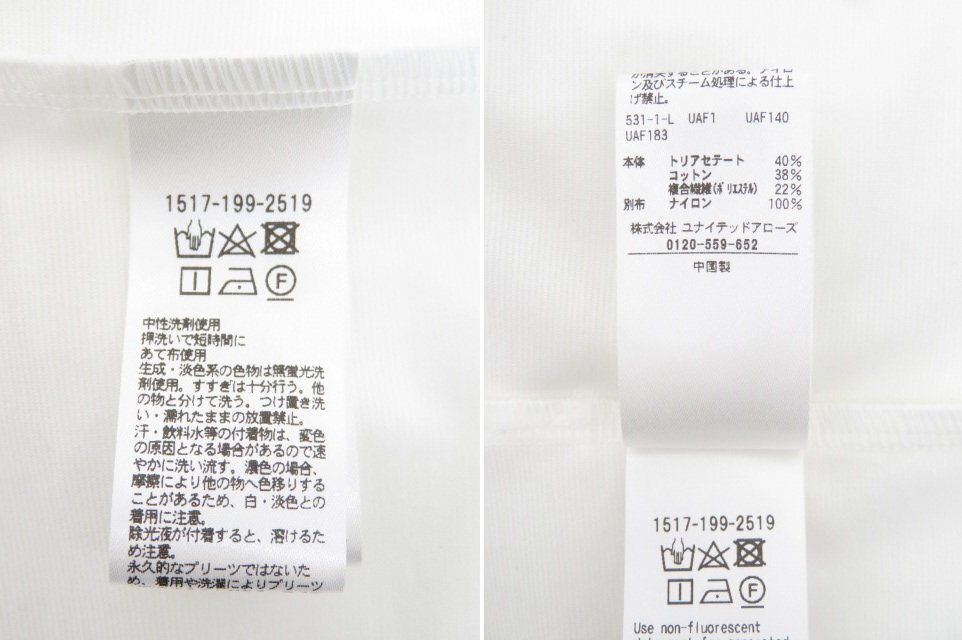 1517-199-2519
中性洗剤使用
押洗いで短時間に
あて布使用
生成・淡色系の色物は無蛍光洗
剤使用。すすぎは十分行う。他
の物と分けて洗う。つけ置き洗
い・濡れたままの放置禁止。
汗・飲料水等の付着物は、変色
の原因となる場合があるので速
やかに洗い流す。濃色の場合、
摩擦により他の物へ色移りする
ことがあるため、白・淡色との
着用に注意。
除光液が付着すると、溶けるた
め注意。
永久的なプリーツではないた
め、着用や洗濯によりプリーツ
が消失することがある。アイロ
ン及びスチーム処理による仕上
げ禁止。
531-1-L UAF1 UAF140
UAF183
本体 トリアセテート 40%
コットン 38%
複合繊維(ポリエステル) 22%
別布 ナイロン 100%
株式会社 ユナイテッドアローズ
0120-559-652
中国製
1517-199-2519
Use non-fluorescent